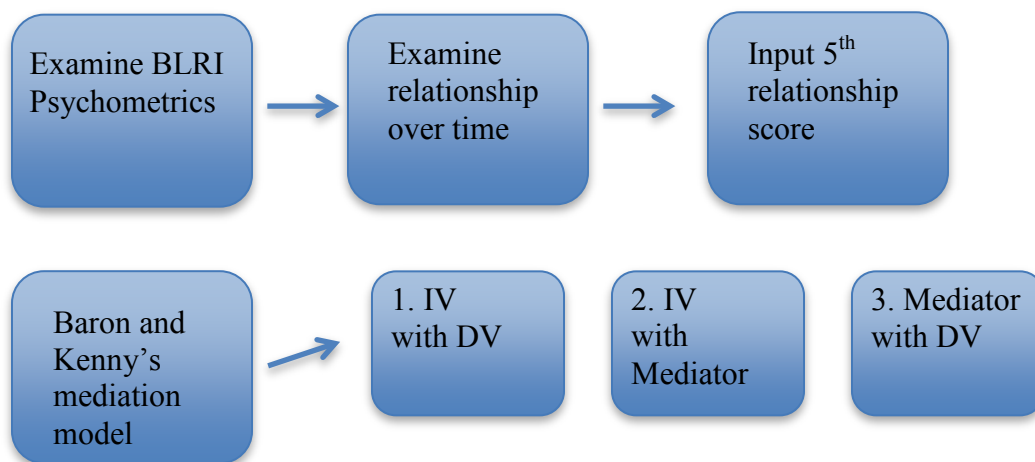 Examine BLRI
Psychometrics
Examine
relationship
over time
Input 5th
relationship
score
Baron and
Kenny’s
mediation
model
1. IV
with DV
2. IV
with
Mediator
3. Mediator
with DV